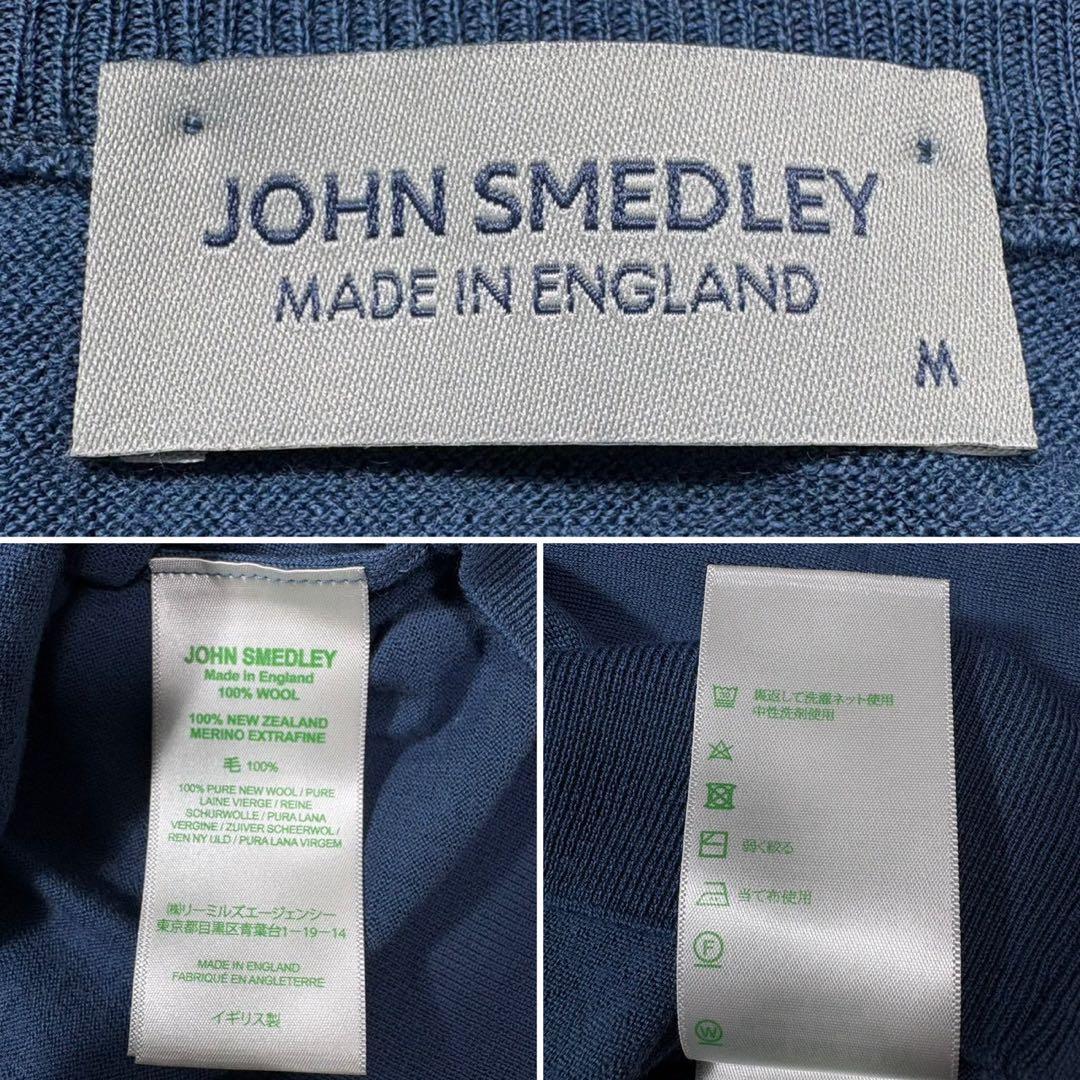 JOHN SMEDLEY
MADE IN ENGLAND
M
JOHN SMEDLEY
Made in England
100% WOOL
100% NEW ZEALAND
MERINO EXTRAFINE
毛 100%
100% PURE NEW WOOL / PURE
LAINE VIERGE / REINE
SCHURWOLLE / PURA LANA
VERGINE / ZUIVER SCHEERWOL /
REN NY ULD / PURA LANA VIRGEM
㈱リーミルズエージェンシー
東京都目黒区青葉台1-19-14
MADE IN ENGLAND
FABRIQUÉ EN ANGLETERRE
イギリス製
裏返して洗濯ネット使用
中性洗剤使用
弱く絞る
当て布使用
F
W